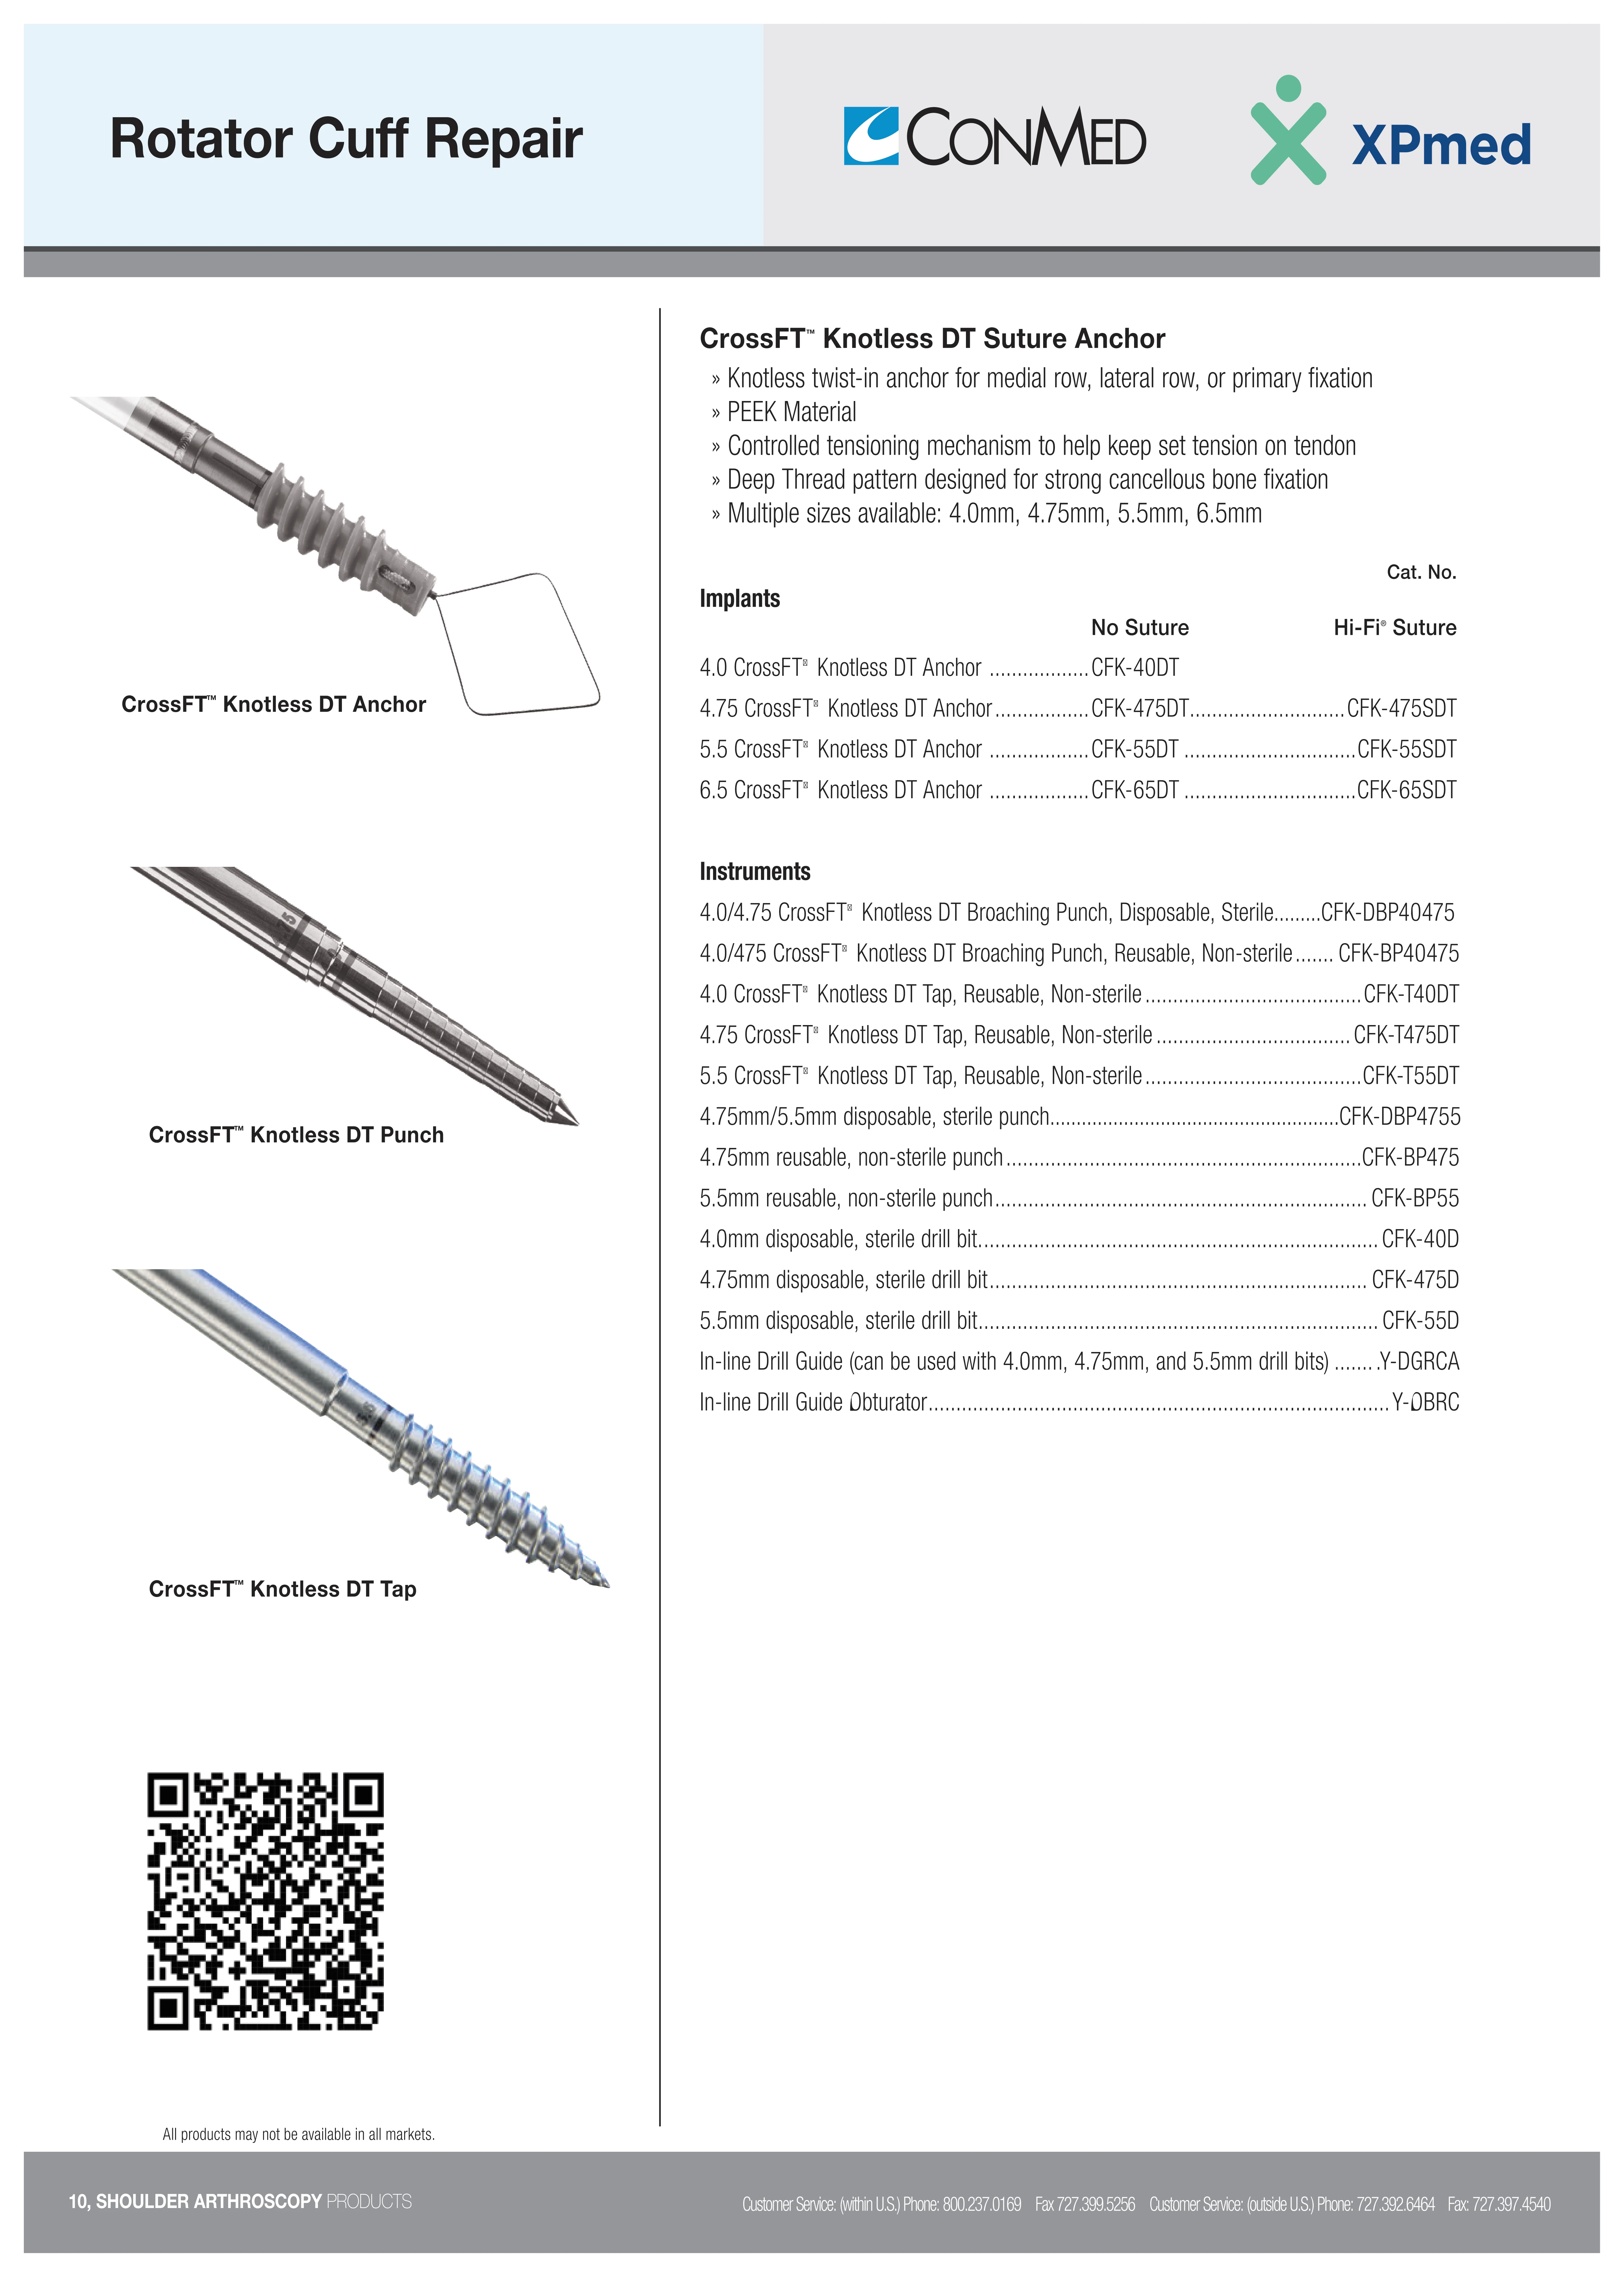 Rotator Cuff Repair
CONMED
XPmed
CrossFT™ Knotless DT Anchor
CrossFT™ Knotless DT Punch
CrossFT™ Knotless DT Tap
All products may not be available in all markets.
CrossFT™ Knotless DT Suture Anchor
» Knotless twist-in anchor for medial row, lateral row, or primary fixation
» PEEK Material
» Controlled tensioning mechanism to help keep set tension on tendon
» Deep Thread pattern designed for strong cancellous bone fixation
» Multiple sizes available: 4.0mm, 4.75mm, 5.5mm, 6.5mm
Cat. No.
Implants
No Suture Hi-Fi® Suture
4.0 CrossFT Knotless DT Anchor ..................CFK-40DT
4.75 CrossFT Knotless DT Anchor.................CFK-475DT............................CFK-475SDT
5.5 CrossFT Knotless DT Anchor ..................CFK-55DT ...............................CFK-55SDT
6.5 CrossFT Knotless DT Anchor ..................CFK-65DT ...............................CFK-65SDT
Instruments
4.0/4.75 CrossFT Knotless DT Broaching Punch, Disposable, Sterile.........CFK-DBP40475
4.0/475 CrossFT Knotless DT Broaching Punch, Reusable, Non-sterile....... CFK-BP40475
4.0 CrossFT Knotless DT Tap, Reusable, Non-sterile.......................................CFK-T40DT
4.75 CrossFT Knotless DT Tap, Reusable, Non-sterile................................... CFK-T475DT
5.5 CrossFT Knotless DT Tap, Reusable, Non-sterile.......................................CFK-T55DT
4.75mm/5.5mm disposable, sterile punch......................................................CFK-DBP4755
4.75mm reusable, non-sterile punch................................................................CFK-BP475
5.5mm reusable, non-sterile punch................................................................... CFK-BP55
4.0mm disposable, sterile drill bit........................................................................ CFK-40D
4.75mm disposable, sterile drill bit.................................................................... CFK-475D
5.5mm disposable, sterile drill bit........................................................................ CFK-55D
In-line Drill Guide (can be used with 4.0mm, 4.75mm, and 5.5mm drill bits) ........Y-DGRCA
In-line Drill Guide Obturator................................................................................... Y-OBRC
10, SHOULDER ARTHROSCOPY PRODUCTS
Customer Service: (within U.S.) Phone: 800.237.0169 Fax 727.399.5256 Customer Service: (outside U.S.) Phone: 727.392.6464 Fax: 727.397.4540